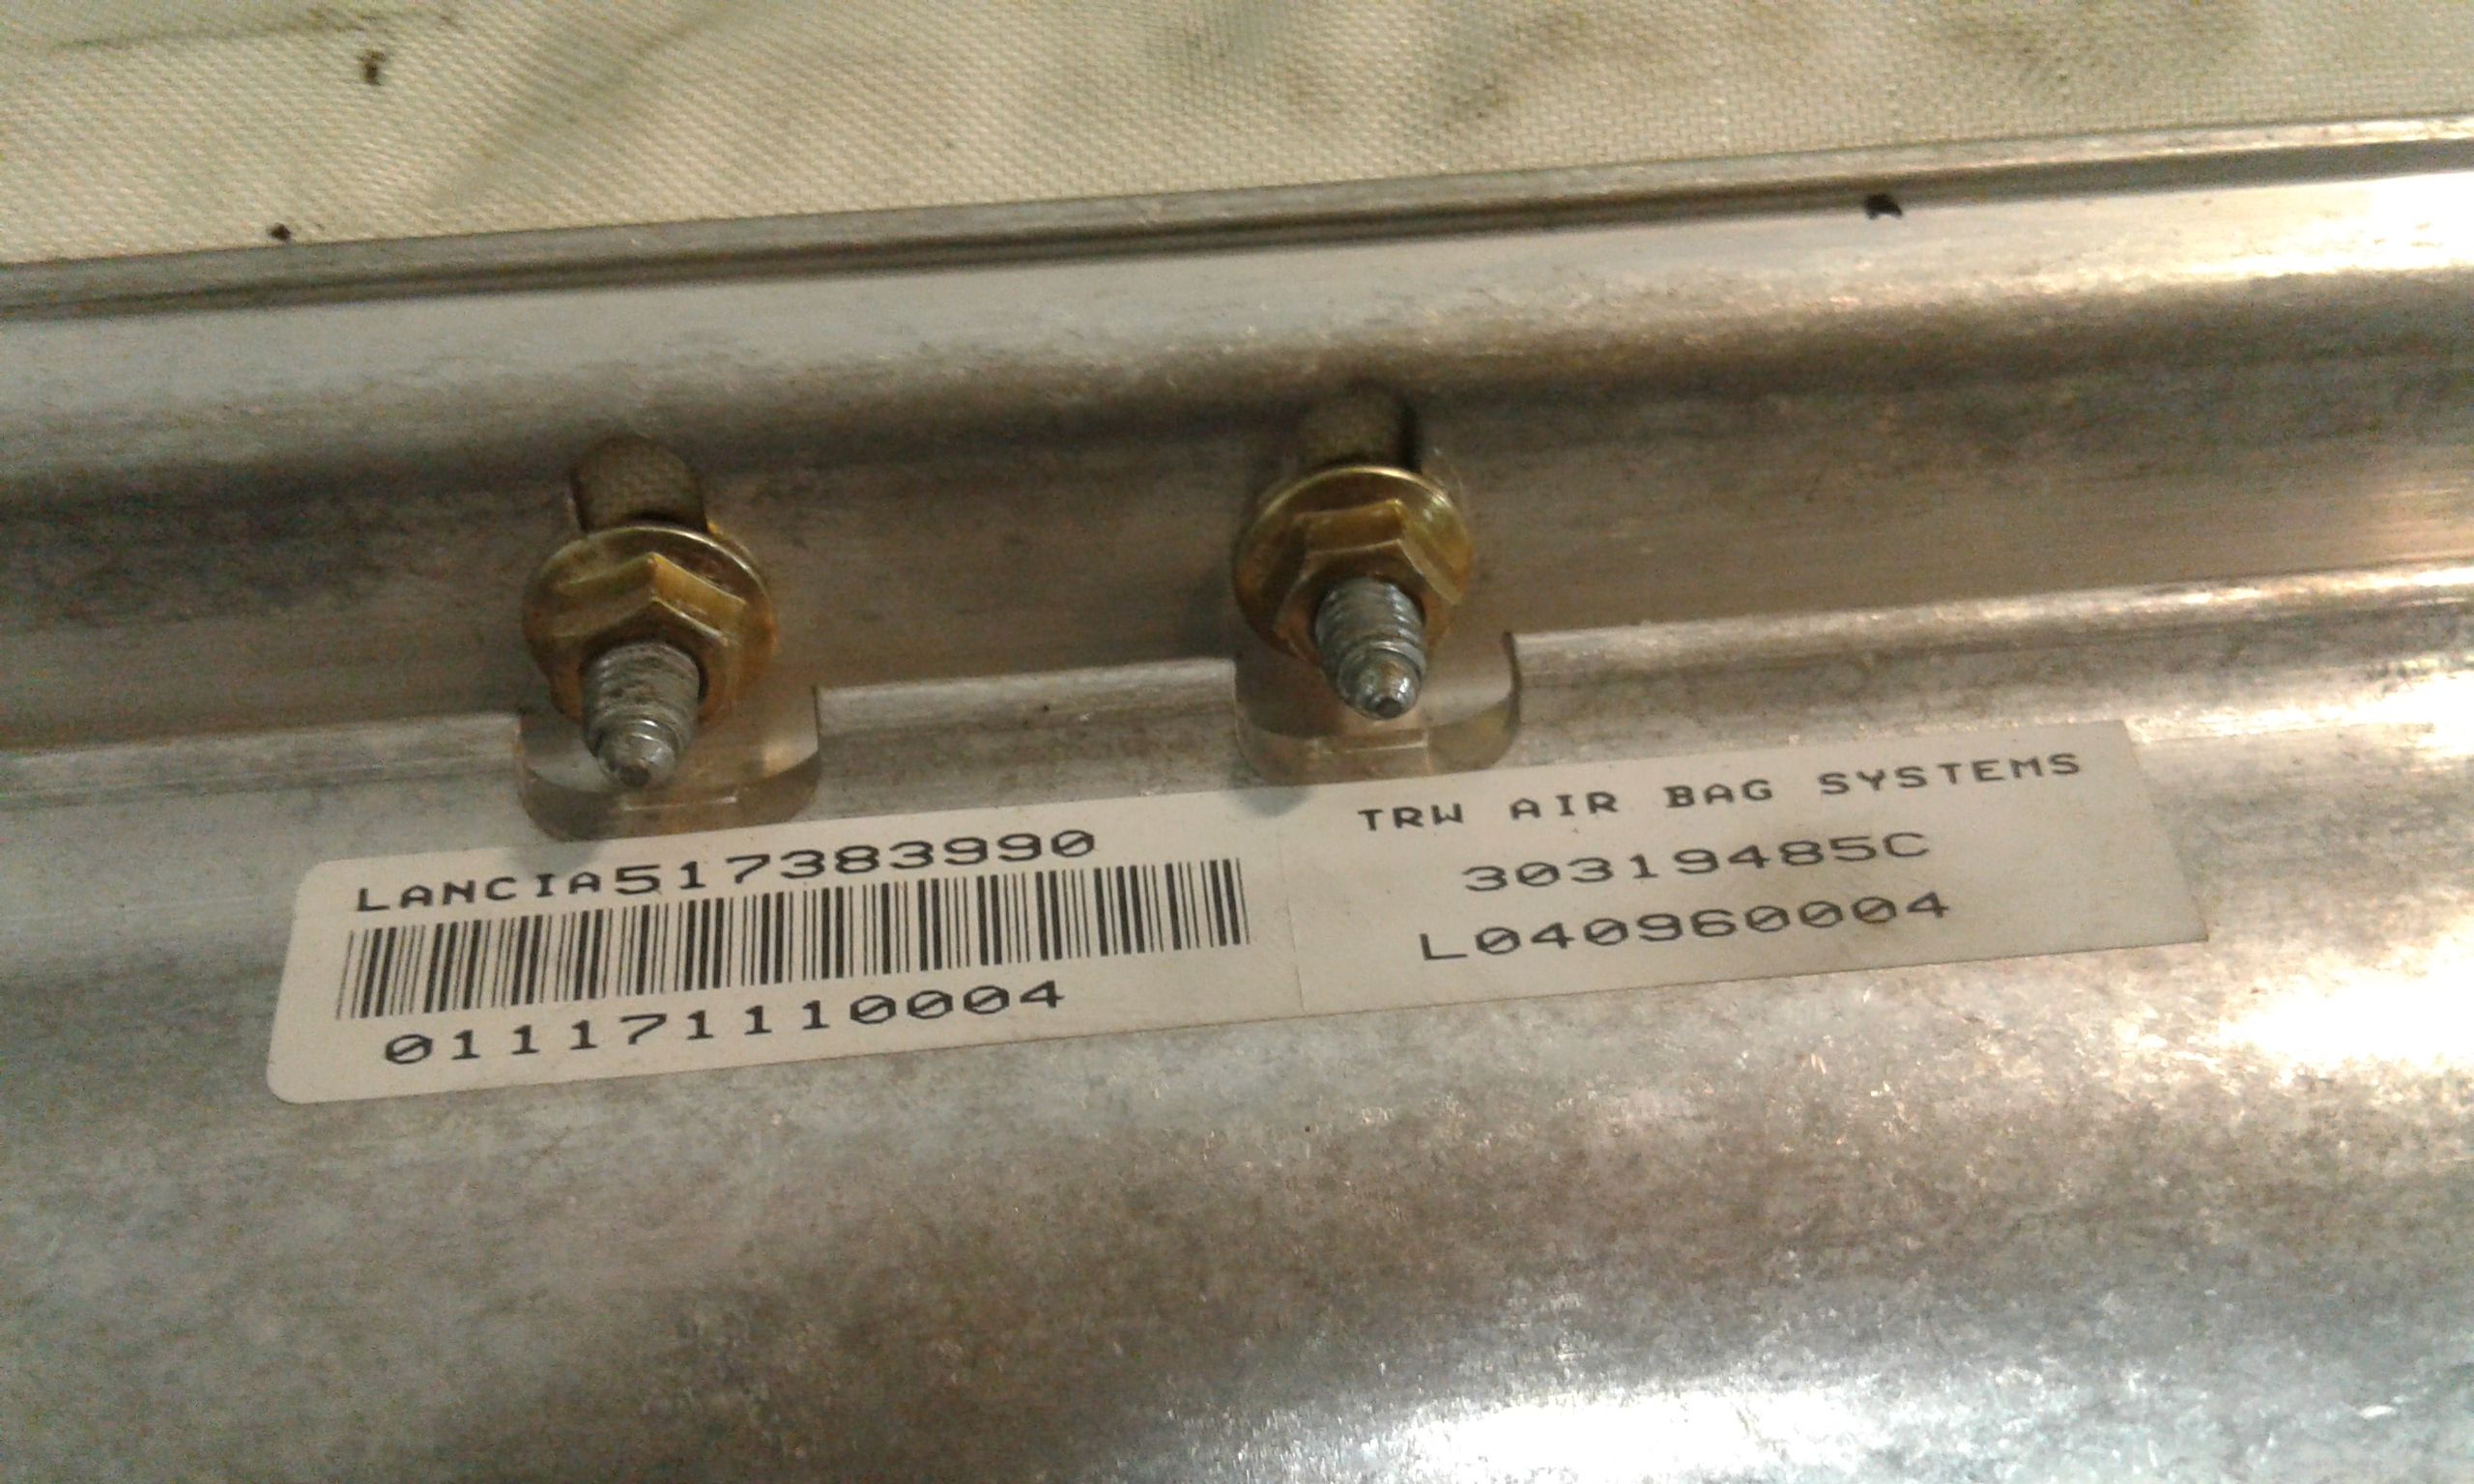 LANCIA517383990
011171110004
TRW AIR BAG SYSTEMS
30319485C
L040960004